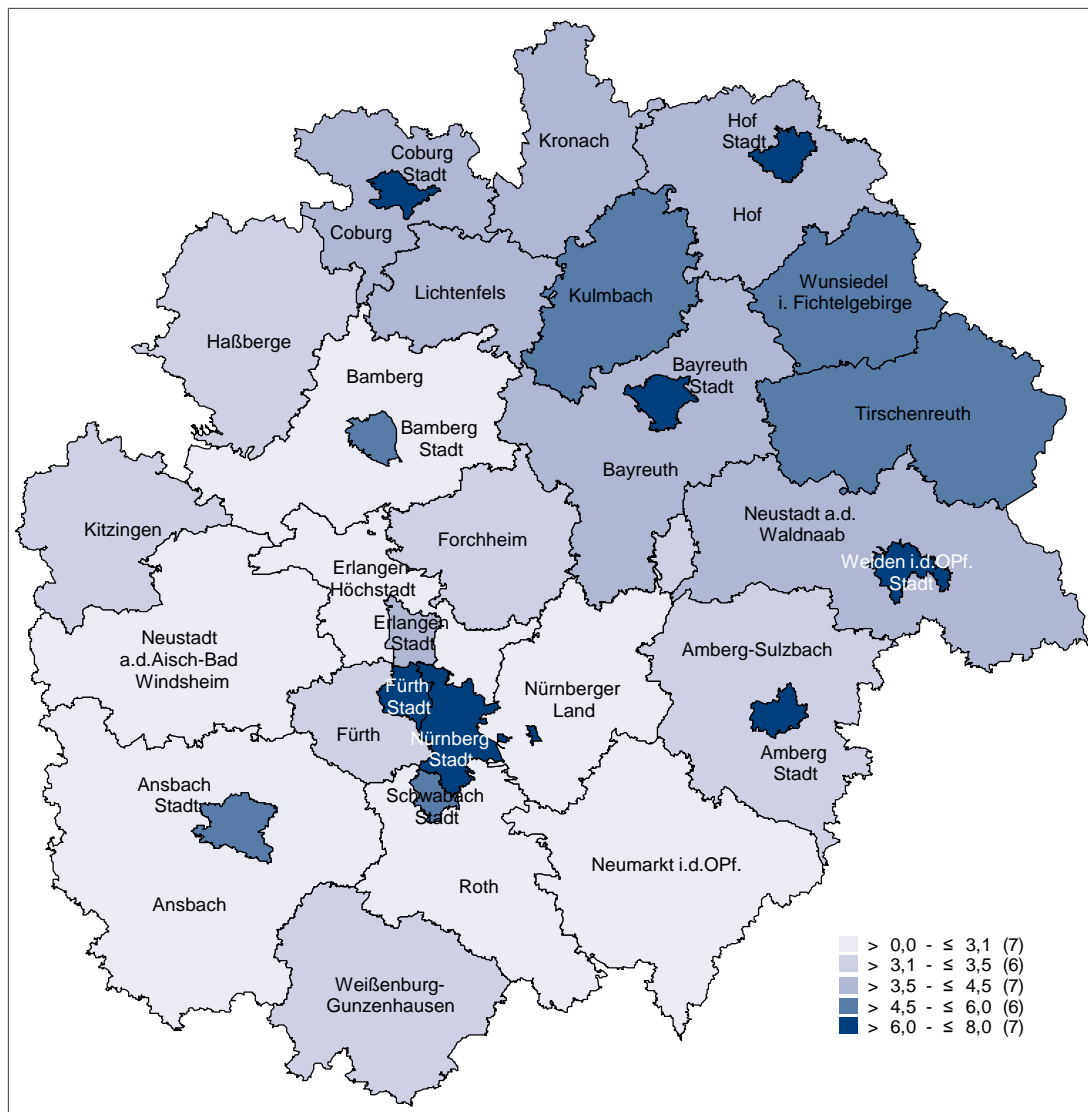 Kronach
Hof
Stadt
Coburg
Stadt
Hof
Coburg
Lichtenfels
Kulmbach
Wunsiedel
i. Fichtelgebirge
Haßberge
Bamberg
Bayreuth
Stadt
Tirschenreuth
Bamberg
Stadt
Bayreuth
Kitzingen
Forchheim
Neustadt a.d.
Waldnaab
Weiden i.d.OPf.
Stadt
Erlangen
Höchstadt
Erlangen
Stadt
Neustadt
a.d.Aisch-Bad
Windsheim
Amberg-Sulzbach
Fürth
Stadt
Nürnberger
Land
Fürth
Nürnberg
Stadt
Amberg
Stadt
Ansbach
Stadt
Schwabach
Stadt
Neumarkt i.d.OPf.
Roth
Ansbach
Weißenburg-
Gunzenhausen
> 0,0 - ≤ 3,1 (7)
> 3,1 - ≤ 3,5 (6)
> 3,5 - ≤ 4,5 (7)
> 4,5 - ≤ 6,0 (6)
> 6,0 - ≤ 8,0 (7)